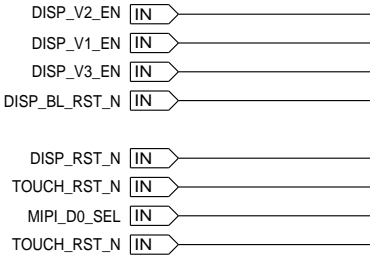 DISP_V2_EN IN
DISP_V1_EN IN
DISP_V3_EN IN
DISP_BL_RST_N IN
DISP_RST_N IN
TOUCH_RST_N IN
MIPI_D0_SEL IN
TOUCH_RST_N IN